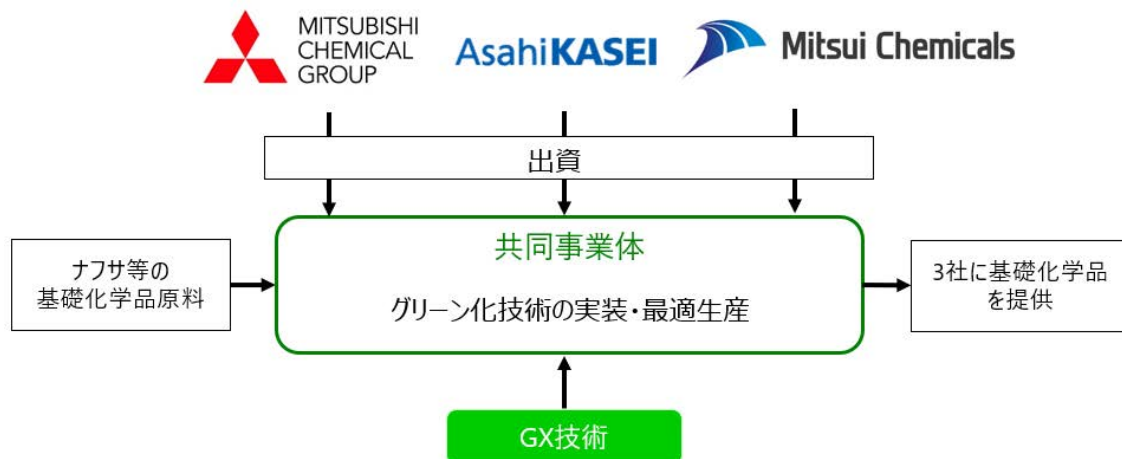 MITSUBISHI
CHEMICAL
GROUP
AsahiKASEI
Mitsui Chemicals
出資
共同事業体
グリーン化技術の実装・最適生産
ナフサ等の
基礎化学品原料
3社に基礎化学品
を提供
GX技術